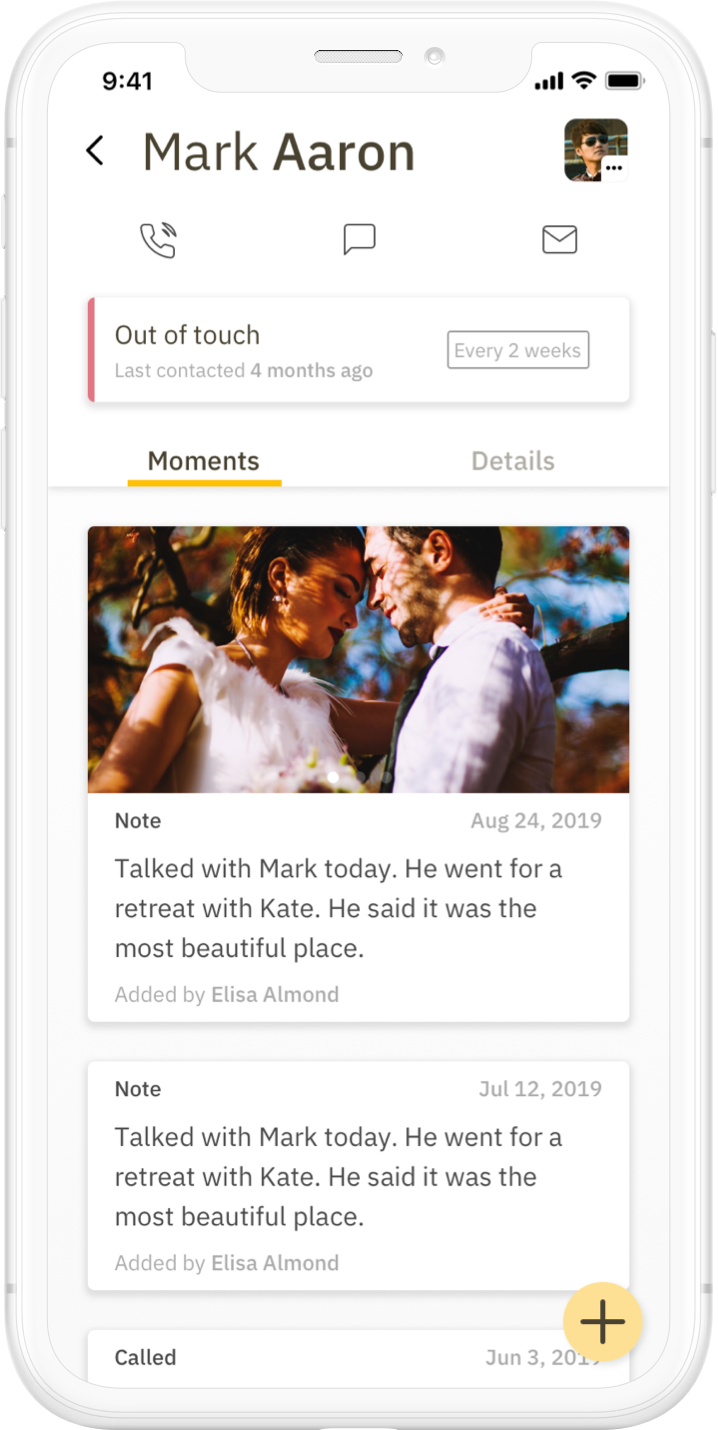 9:41
Mark Aaron
Out of touch
Every 2 weeks
Last contacted 4 months ago
Moments Details
Note Aug 24, 2019
Talked with Mark today. He went for a
retreat with Kate. He said it was the
most beautiful place.
Added by Elisa Almond
Note Jul 12, 2019
Talked with Mark today. He went for a
retreat with Kate. He said it was the
most beautiful place.
Added by Elisa Almond
Called Jun 3, 2019